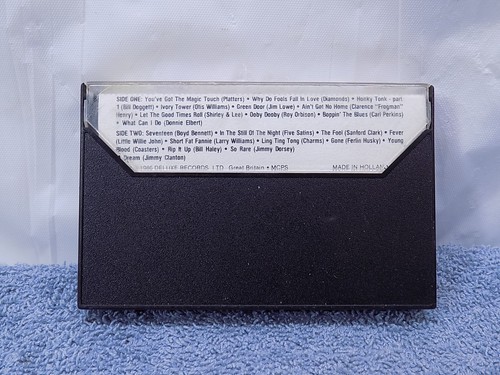 SIDE ONE: You've Got The Magic Touch (Platters) • Why Do Fools Fall In Love (Diamonds) • Honky Tonk - part
1 (Bill Doggett) • Ivory Tower (Otis Williams) • Green Door (Jim Lowe) • Ain't Got No Home (Clarence "Frogman"
Henry) • Let The Good Times Roll (Shirley & Lee) • Ooby Dooby (Roy Orbison) • Boppin' The Blues (Carl Perkins)
• What Can I Do (Donnie Elbert)
SIDE TWO: Seventeen (Boyd Bennett) • In The Still Of The Night (Five Satins) • The Fool (Sanford Clark) • Fever
(Little Willie John) • Short Fat Fannie (Larry Williams) • Ling Ting Tong (Charms) • Gone (Ferlin Husky) • Young
Blood (Coasters) • Rip It Up (Bill Haley) • So Rare (Jimmy Dorsey)
Dream (Jimmy Clanton)
1986 DELUXE RECORDS LTD. Great Britain • MCPS MADE IN HOLLAND